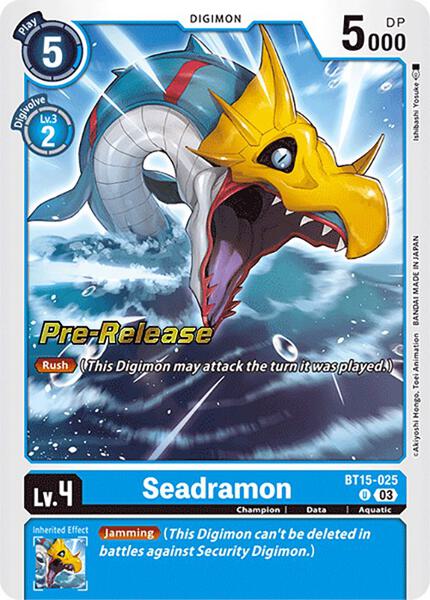 DIGIMON
Play
5
5000
DP
Digivolve
Lv.3
2
Ishibashi Yosuke
©Akiyoshi Hongo, Toei Animation BANDAI MADE IN JAPAN
Pre-Release
Rush (This Digimon may attack the turn it was played.)
Lv.4
Seadramon
BT15-025
U 03
Champion Data Aquatic
Inherited Effect
Jamming (This Digimon can't be deleted in
battles against Security Digimon.)